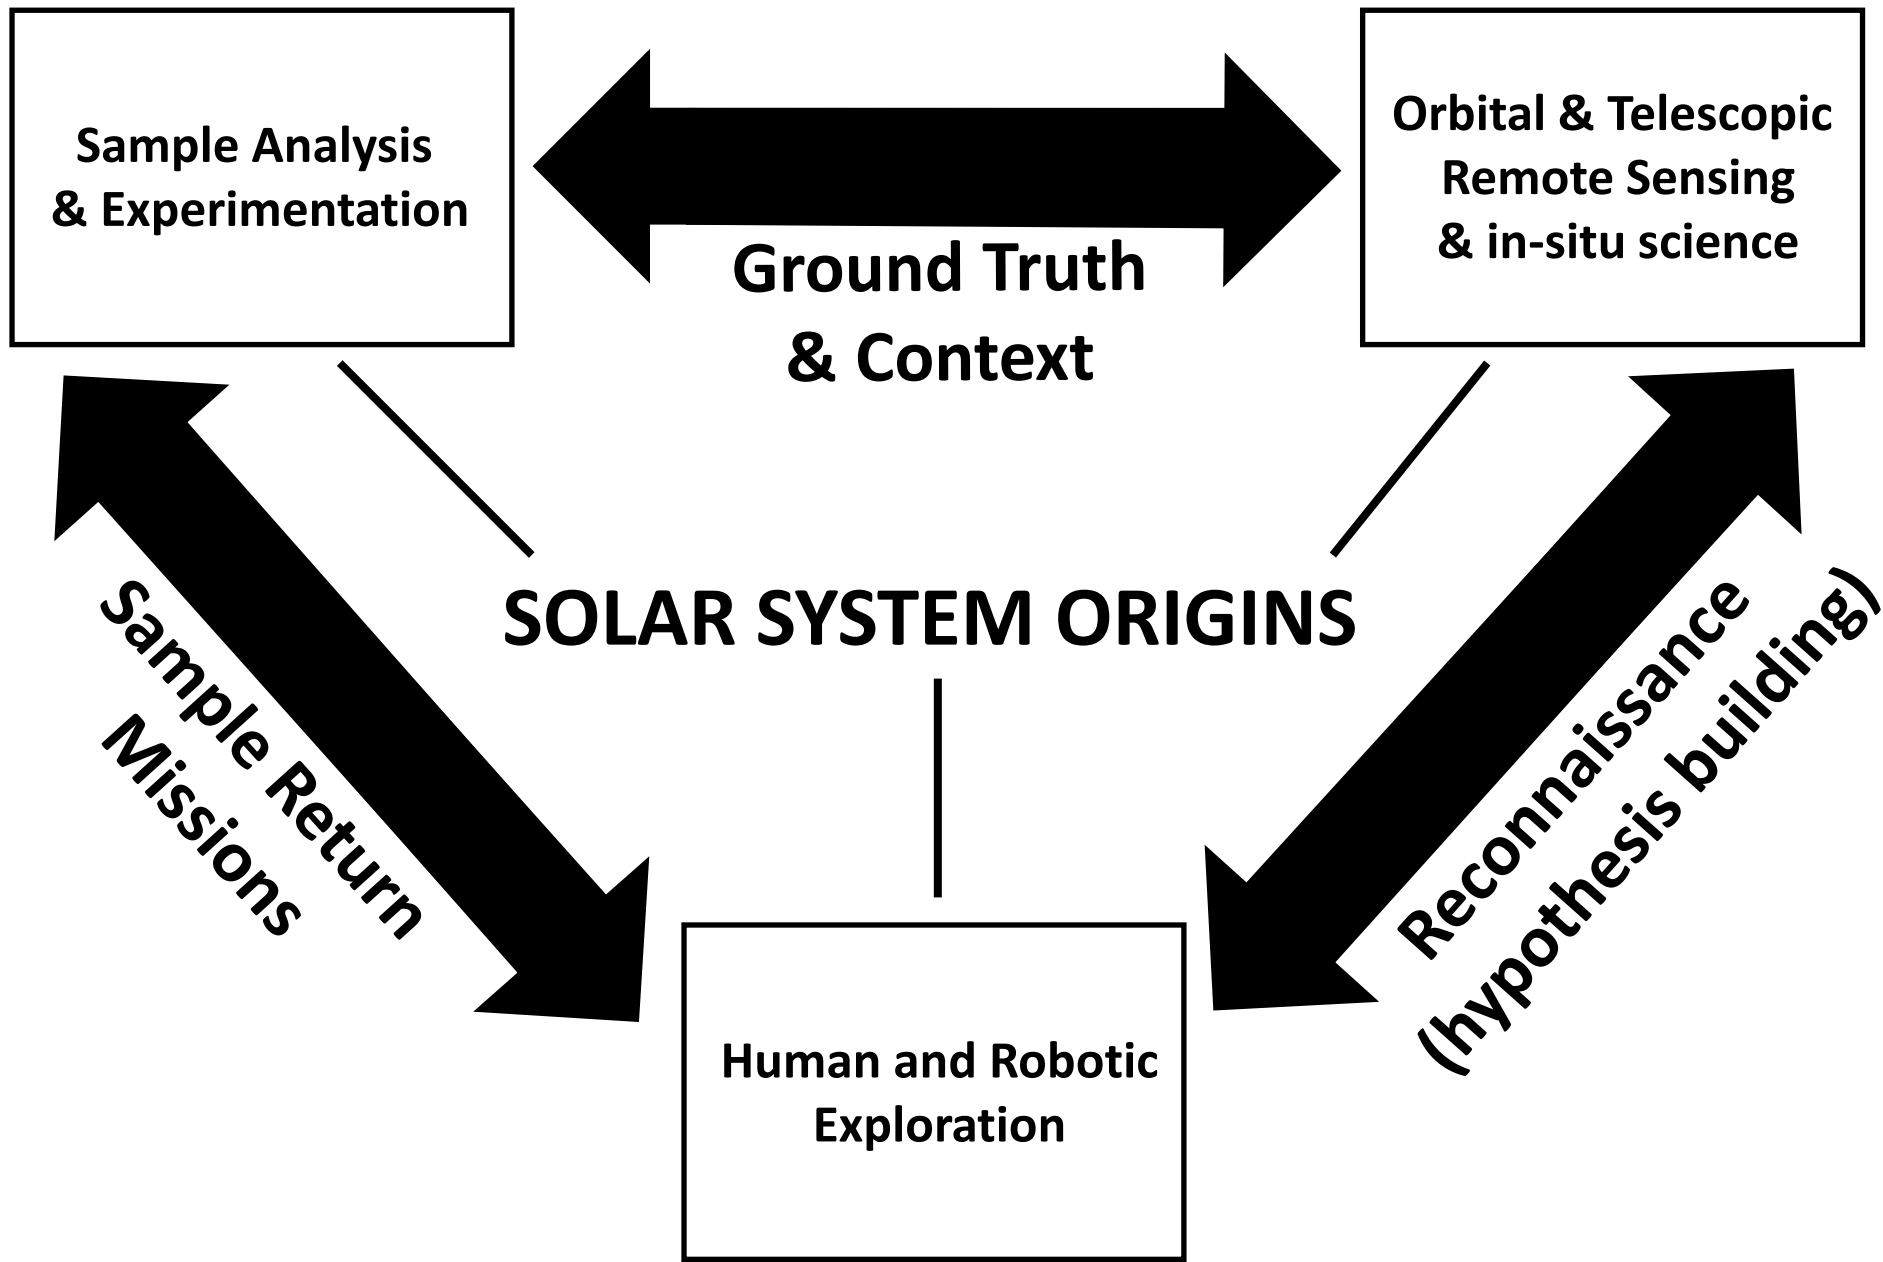 Sample Analysis
& Experimentation
Orbital & Telescopic
Remote Sensing
& in-situ science
Ground Truth
& Context
SOLAR SYSTEM ORIGINS
Sample Return
Missions
Reconnaissance
(hypothesis building)
Human and Robotic
Exploration